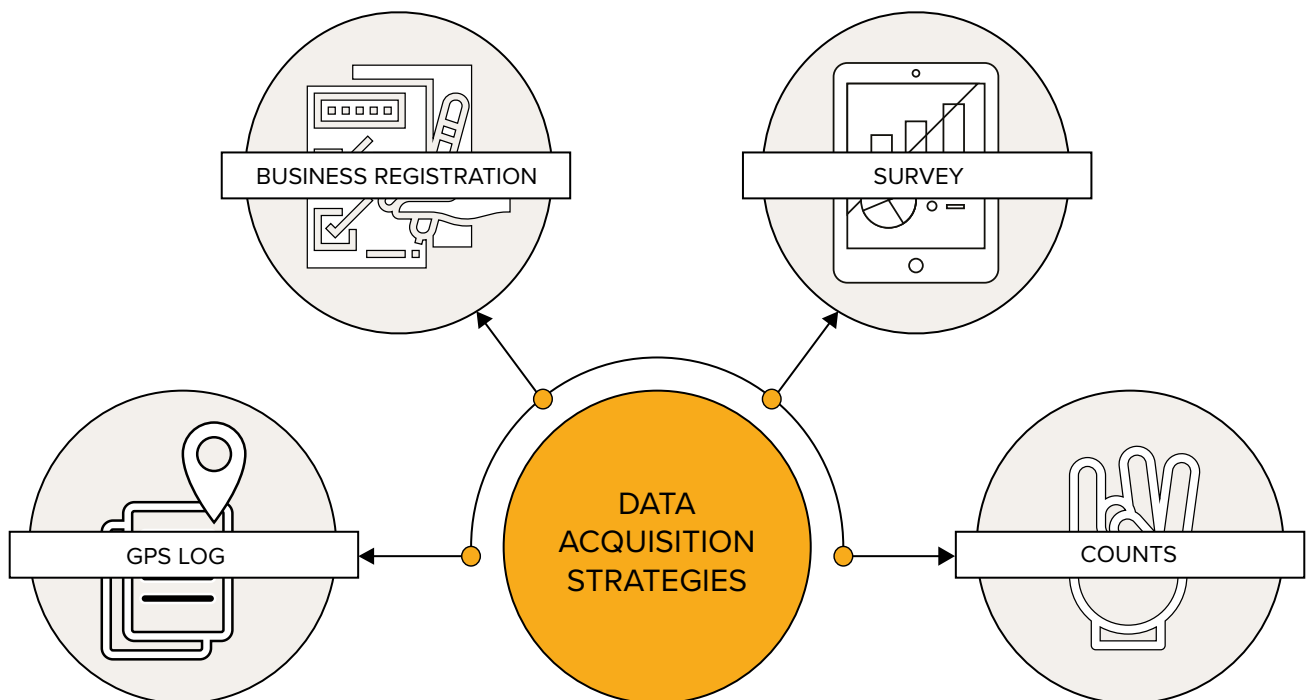 BUSINESS REGISTRATION
SURVEY
GPS LOG
DATA
ACQUISITION
STRATEGIES
COUNTS